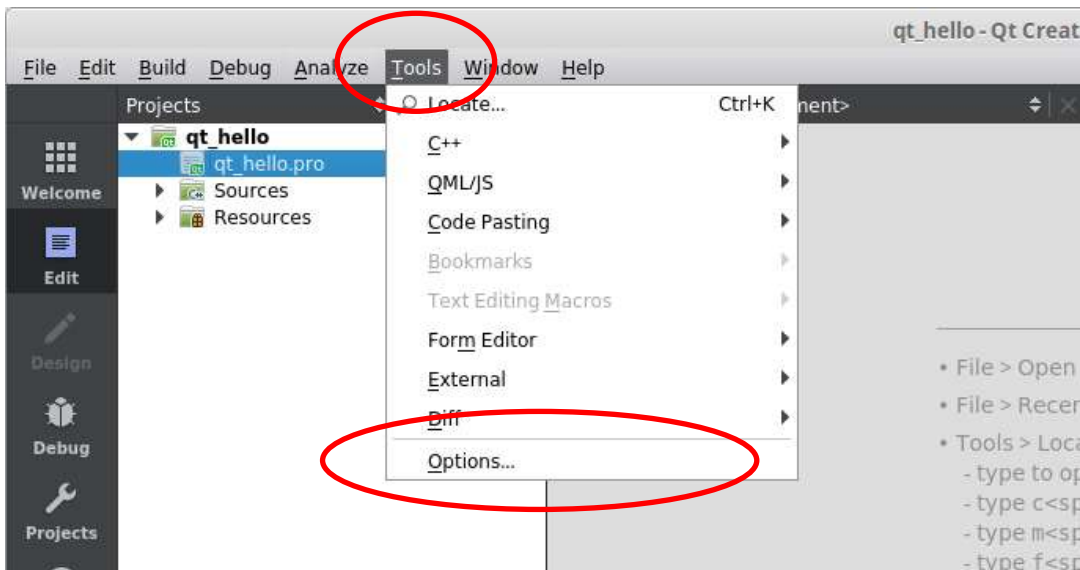 qt_hello - Qt Creat
File Edit Build Debug Analyze Tools Window Help
Projects
Locate... Ctrl+K
ment>
qt_hello
C++
qt_hello.pro
QML/JS
Welcome
Sources
Resources
Code Pasting
Edit
Bookmarks
Text Editing Macros
Form Editor
Design
• File > Open
External
• File > Recen
Diff
Debug
• Tools > Loca
Options...
- type to op
- type c<sp
Projects
- type m<sp
- type f<sp